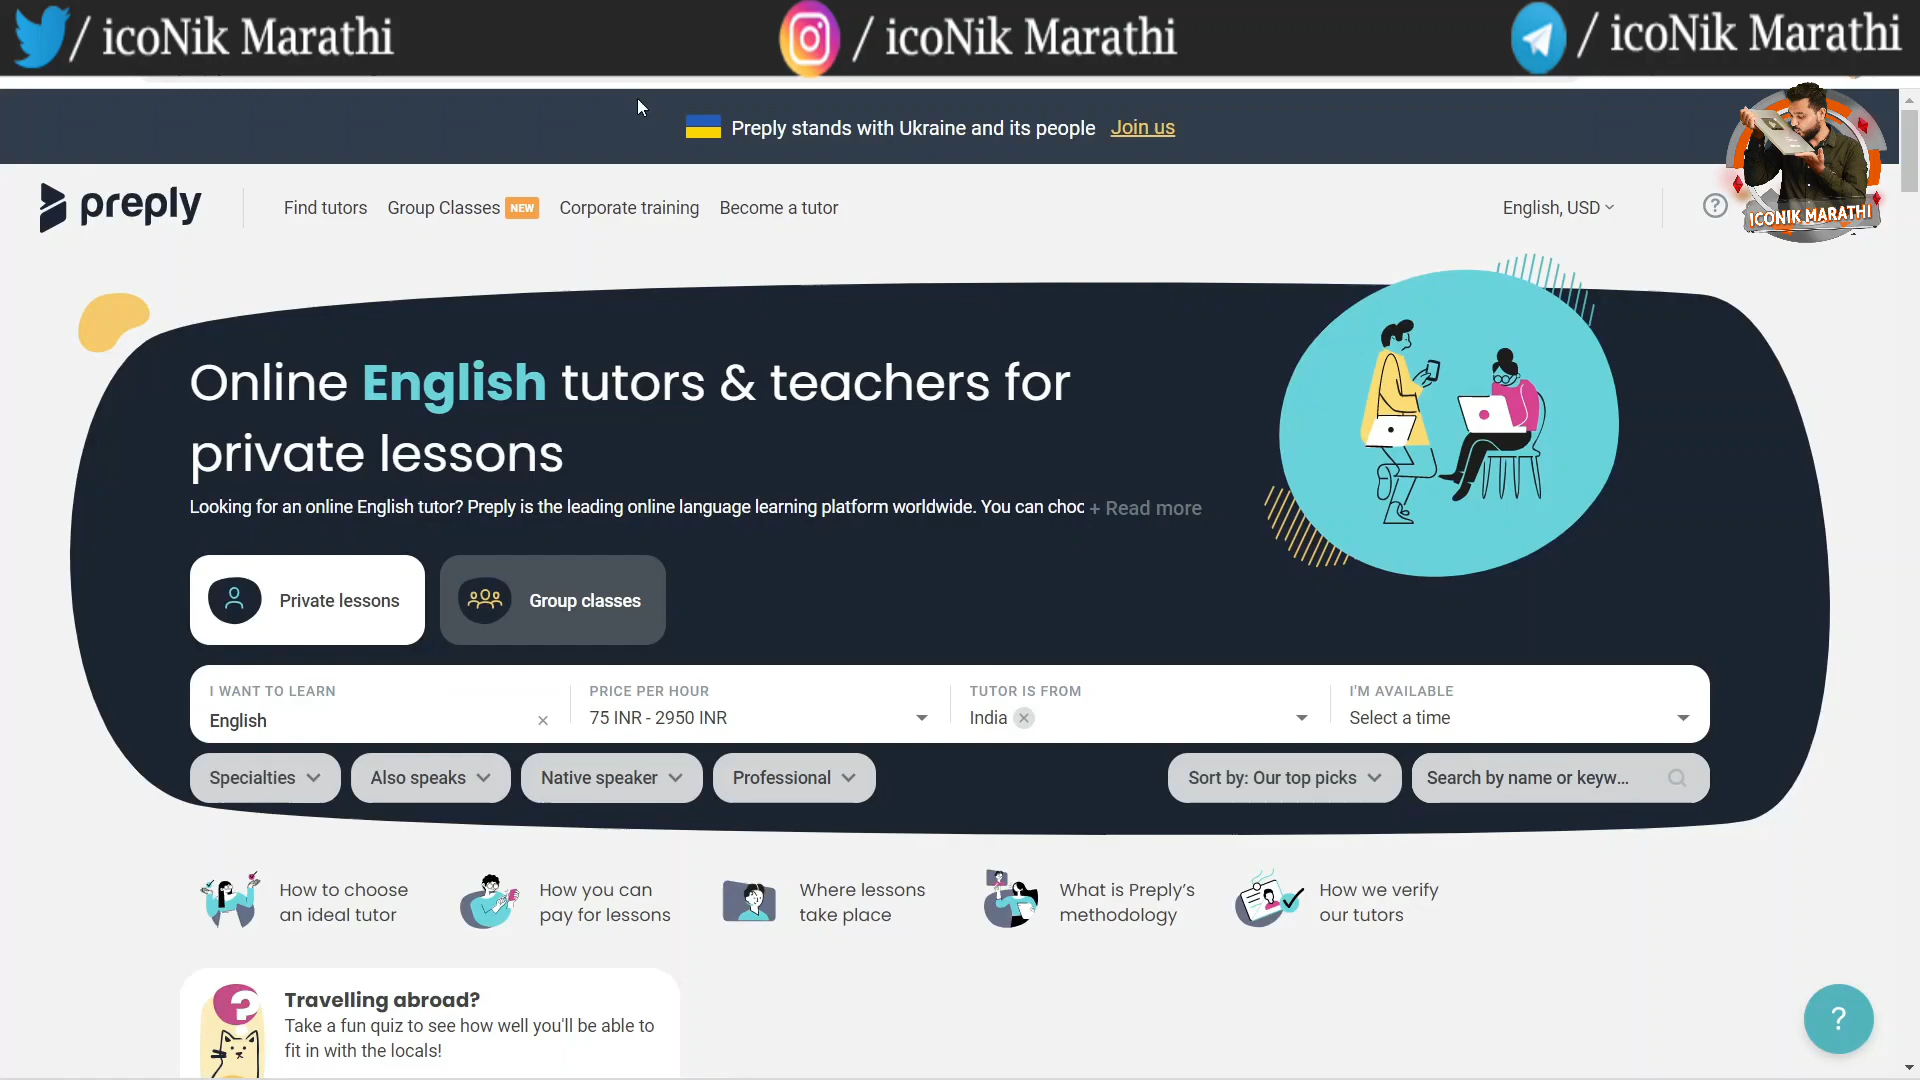 / icoNik Marathi
/ icoNik Marathi
/ icoNik Marathi
Preply stands with Ukraine and its people Join us
ICONIK MARATHI
preply
Find tutors
Group Classes NEW
Corporate training
Become a tutor
English, USD
?
Online English tutors & teachers for
private lessons
Looking for an online English tutor? Preply is the leading online language learning platform worldwide. You can choc + Read more
Private lessons
Group classes
I WANT TO LEARN
English
PRICE PER HOUR
75 INR - 2950 INR
TUTOR IS FROM
India
I'M AVAILABLE
Select a time
Specialties
Also speaks
Native speaker
Professional
Sort by: Our top picks
Search by name or keyw...
How to choose
an ideal tutor
How you can
pay for lessons
Where lessons
take place
What is Preply's
methodology
How we verify
our tutors
?
Travelling abroad?
Take a fun quiz to see how well you'll be able to
fit in with the locals!
?